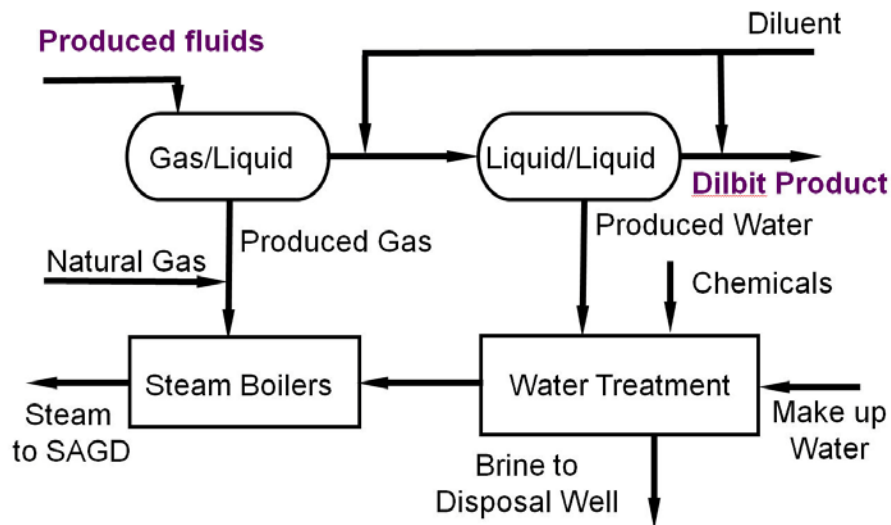 Produced fluids
Diluent
Gas/Liquid
Liquid/Liquid
Dilbit Product
Produced Gas
Produced Water
Natural Gas
Chemicals
Steam Boilers
Water Treatment
Steam
to SAGD
Make up
Water
Brine to
Disposal Well